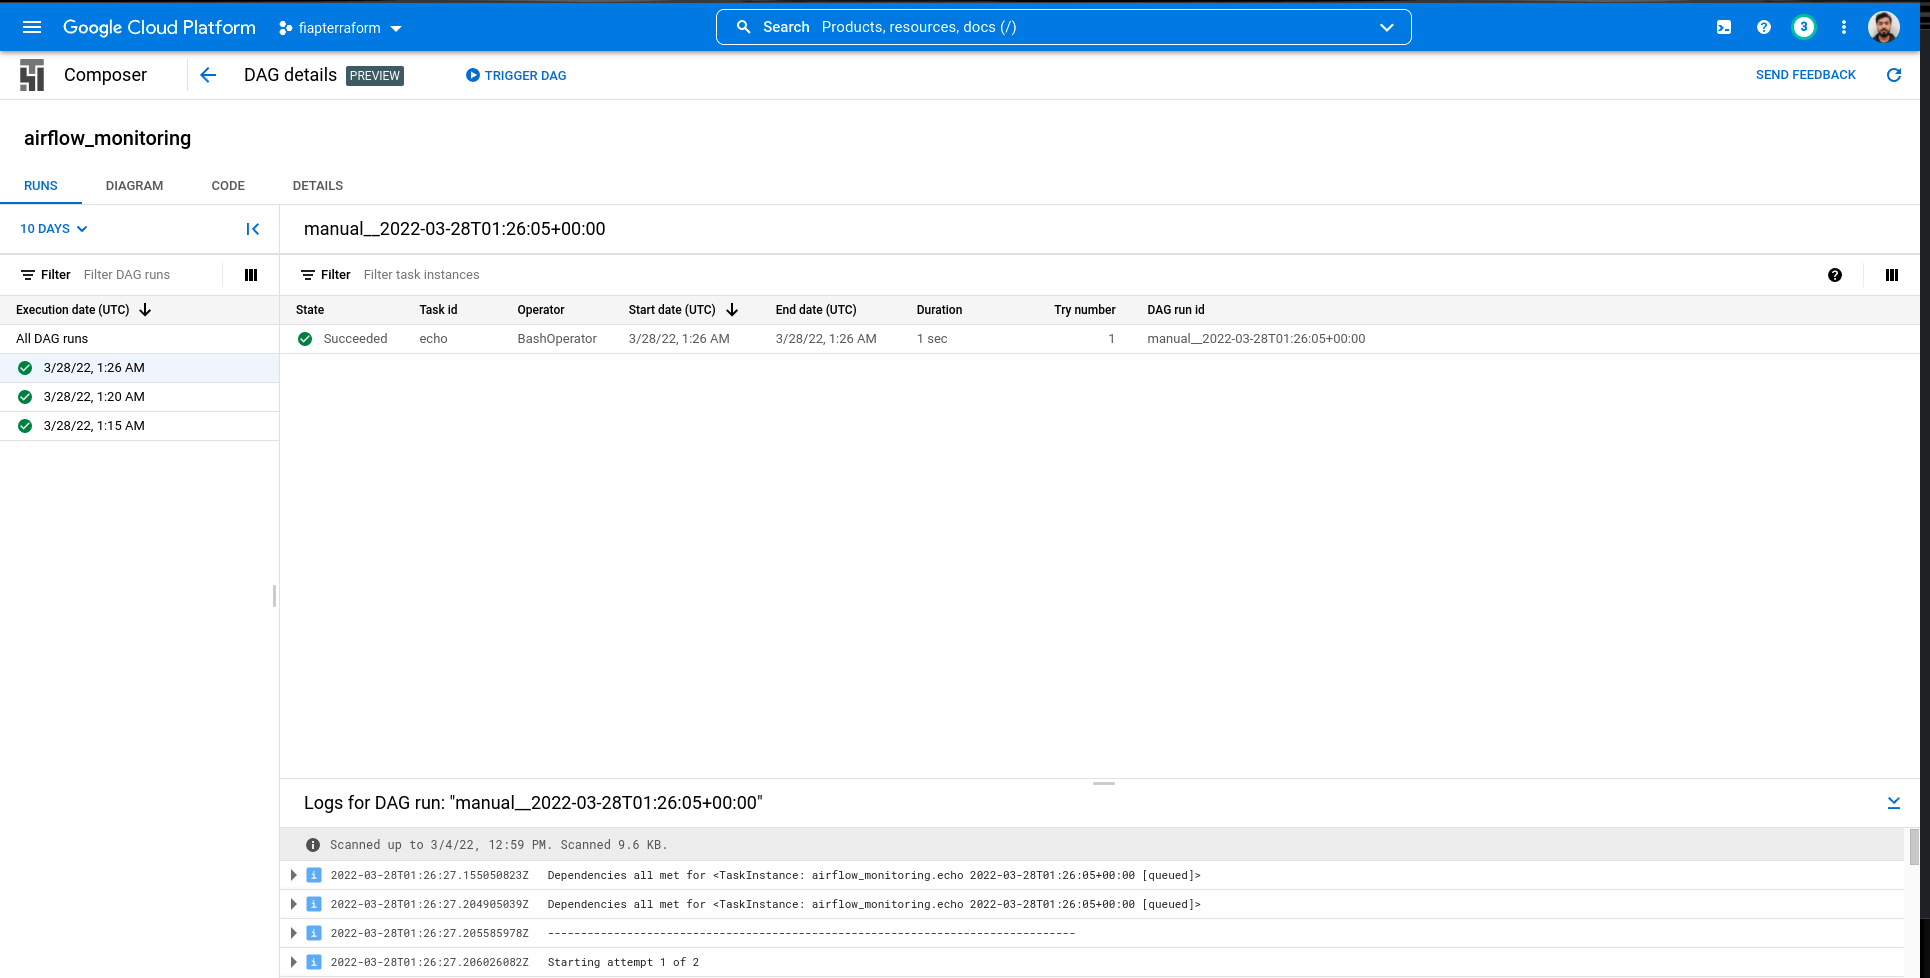 Google Cloud Platform fiapterraform Search Products, resources, docs (/) 3
Composer DAG details PREVIEW TRIGGER DAG SEND FEEDBACK
airflow_monitoring
RUNS DIAGRAM CODE DETAILS
10 DAYS
manual__2022-03-28T01:26:05+00:00
Filter Filter DAG runs
Filter Filter task instances
Execution date (UTC)
All DAG runs
3/28/22, 1:26 AM
3/28/22, 1:20 AM
3/28/22, 1:15 AM
State Task id Operator Start date (UTC) End date (UTC) Duration Try number DAG run id
Succeeded echo BashOperator 3/28/22, 1:26 AM 3/28/22, 1:26 AM 1 sec 1 manual__2022-03-28T01:26:05+00:00
Logs for DAG run: "manual__2022-03-28T01:26:05+00:00"
Scanned up to 3/4/22, 12:59 PM. Scanned 9.6 KB.
2022-03-28T01:26:27.155050823Z Dependencies all met for <TaskInstance: airflow_monitoring.echo 2022-03-28T01:26:05+00:00 [queued]>
2022-03-28T01:26:27.204905039Z Dependencies all met for <TaskInstance: airflow_monitoring.echo 2022-03-28T01:26:05+00:00 [queued]>
2022-03-28T01:26:27.205585978Z --------------------------------------------------------------------------------
2022-03-28T01:26:27.206026082Z Starting attempt 1 of 2